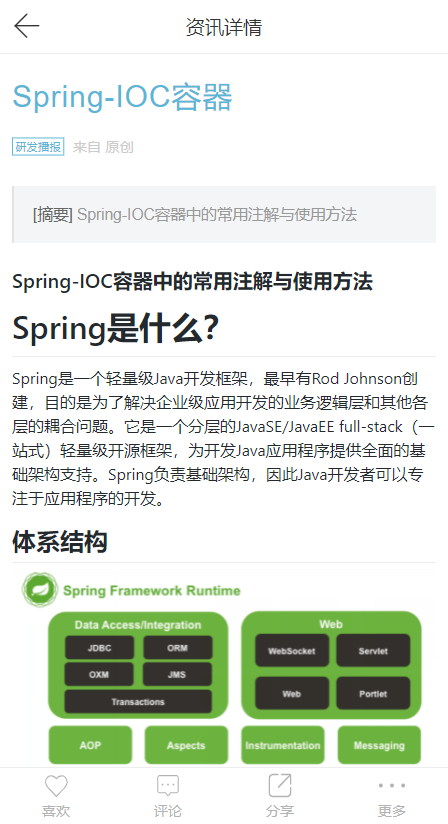 资讯详情
Spring-IOC容器
研发播报 来自 原创
[摘要] Spring-IOC容器中的常用注解与使用方法
Spring-IOC容器中的常用注解与使用方法
Spring是什么?
Spring是一个轻量级Java开发框架，最早有Rod Johnson创
建，目的是为了解决企业级应用开发的业务逻辑层和其他各
层的耦合问题。它是一个分层的JavaSE/JavaEE full-stack（一
站式）轻量级开源框架，为开发Java应用程序提供全面的基
础架构支持。Spring负责基础架构，因此Java开发者可以专
注于应用程序的开发。
体系结构
Spring Framework Runtime
Data Access/Integration
JDBC ORM
OXM JMS
Transactions
Web
WebSocket Servlet
Web Portlet
AOP Aspects Instrumentation Messaging
喜欢 评论 分享 更多